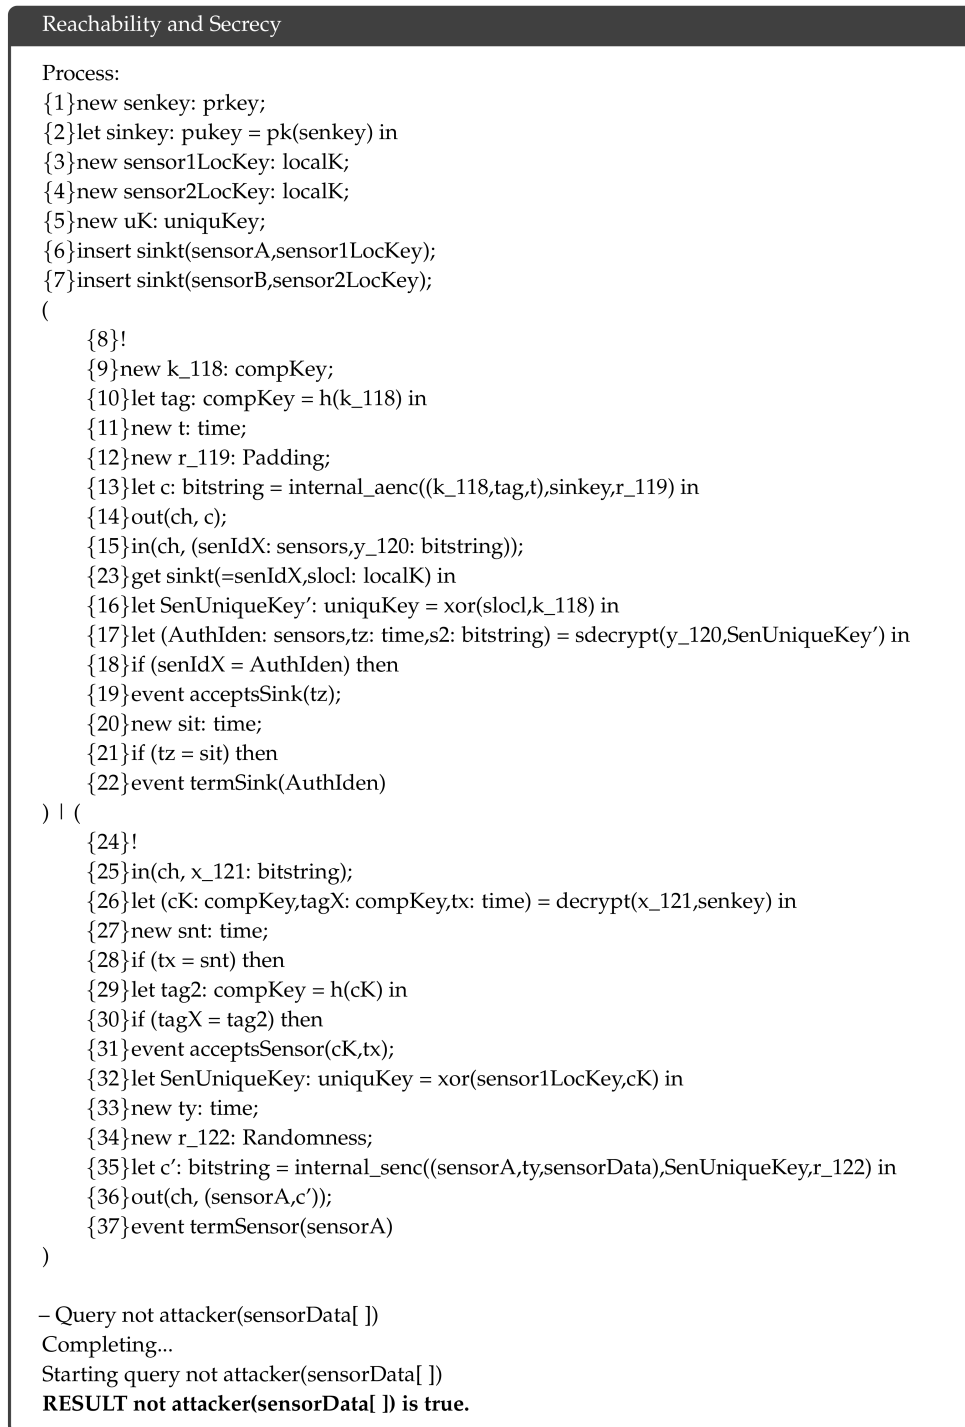 Reachability and Secrecy
Process:
{1}new senkey: prkey;
{2}let sinkey: pukey = pk(senkey) in
{3}new sensor1LocKey: localK;
{4}new sensor2LocKey: localK;
{5}new uK: uniquKey;
{6}insert sinkt(sensorA,sensor1LocKey);
{7}insert sinkt(sensorB,sensor2LocKey);
(
{8}!
{9}new k_118: compKey;
{10}let tag: compKey = h(k_118) in
{11}new t: time;
{12}new r_119: Padding;
{13}let c: bitstring = internal_aenc((k_118,tag,t),sinkey,r_119) in
{14}out(ch, c);
{15}in(ch, (senIdX: sensors,y_120: bitstring));
{23}get sinkt(=senIdX,slocl: localK) in
{16}let SenUniqueKey’: uniquKey = xor(slocl,k_118) in
{17}let (AuthIden: sensors,tz: time,s2: bitstring) = sdecrypt(y_120,SenUniqueKey’) in
{18}if (senIdX = AuthIden) then
{19}event acceptsSink(tz);
{20}new sit: time;
{21}if (tz = sit) then
{22}event termSink(AuthIden)
) | (
{24}!
{25}in(ch, x_121: bitstring);
{26}let (cK: compKey,tagX: compKey,tx: time) = decrypt(x_121,senkey) in
{27}new snt: time;
{28}if (tx = snt) then
{29}let tag2: compKey = h(cK) in
{30}if (tagX = tag2) then
{31}event acceptsSensor(cK,tx);
{32}let SenUniqueKey: uniquKey = xor(sensor1LocKey,cK) in
{33}new ty: time;
{34}new r_122: Randomness;
{35}let c’: bitstring = internal_senc((sensorA,ty,sensorData),SenUniqueKey,r_122) in
{36}out(ch, (sensorA,c’));
{37}event termSensor(sensorA)
)
– Query not attacker(sensorData[ ])
Completing...
Starting query not attacker(sensorData[ ])
RESULT not attacker(sensorData[ ]) is true.